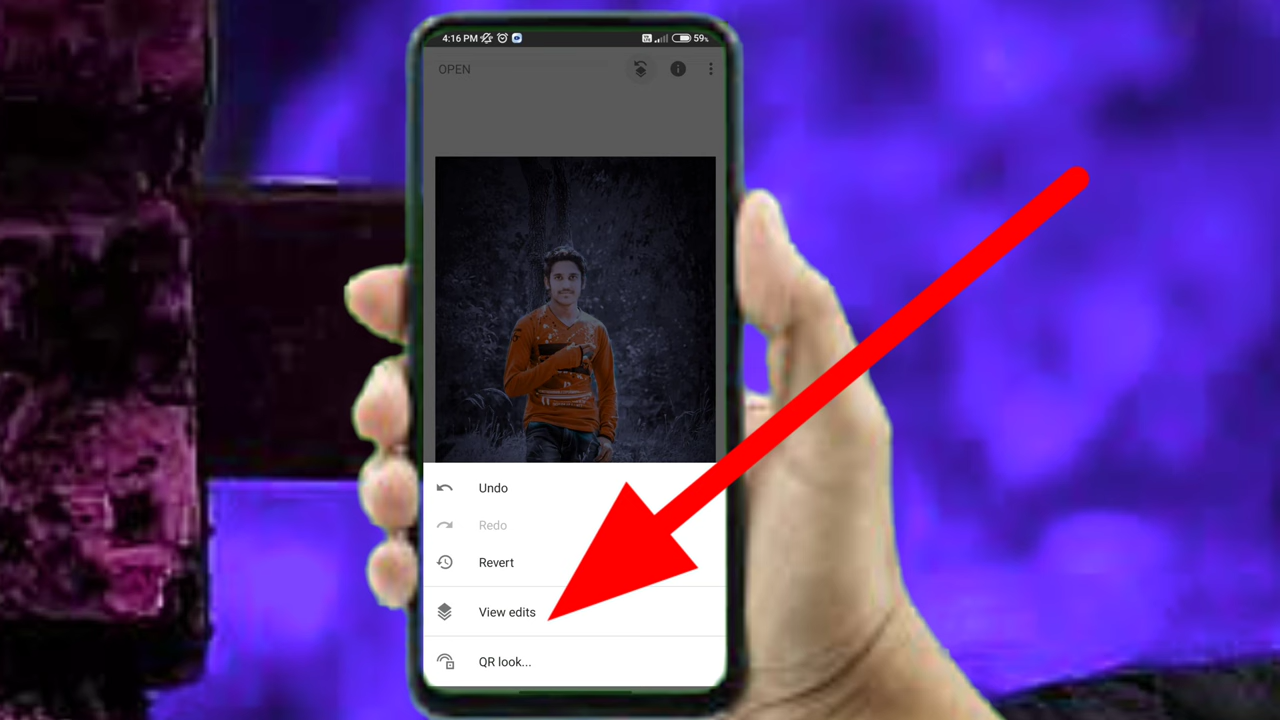 4:16 PM
59%
OPEN
Undo
Redo
Revert
View edits
QR look...